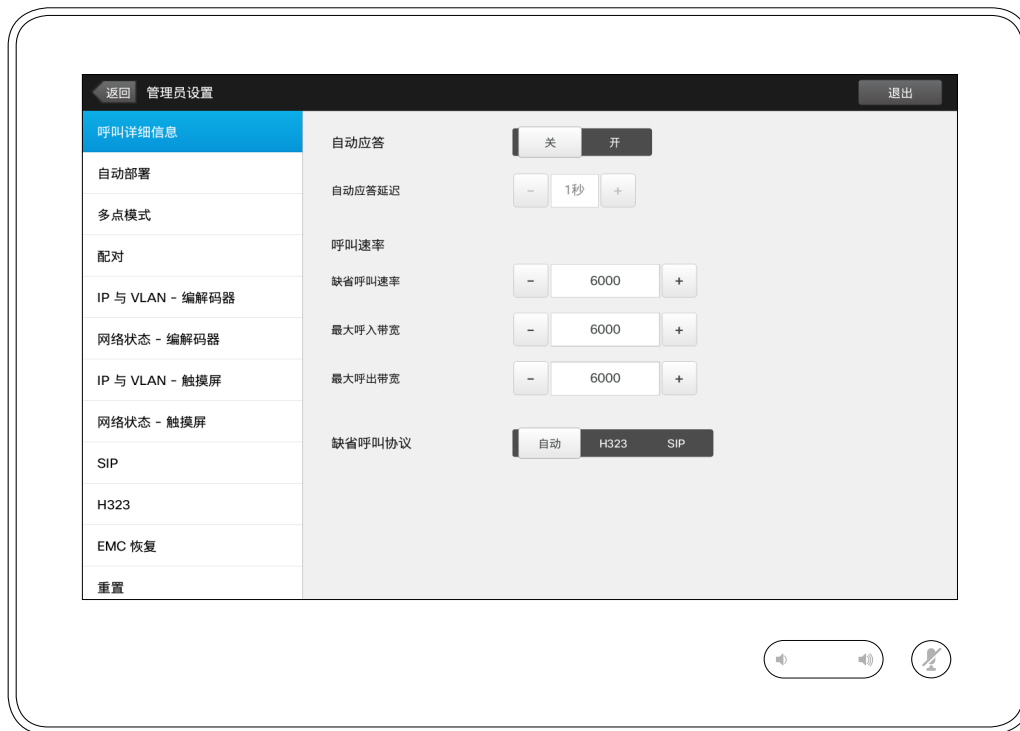 返回 管理员设置 退出
呼叫详细信息
自动部署
多点模式
配对
IP 与 VLAN - 编解码器
网络状态 - 编解码器
IP 与 VLAN - 触摸屏
网络状态 - 触摸屏
SIP
H323
EMC 恢复
重置
自动应答 关 开
自动应答延迟 - 1秒 +
呼叫速率
缺省呼叫速率 - 6000 +
最大呼入带宽 - 6000 +
最大呼出带宽 - 6000 +
缺省呼叫协议 自动 H323 SIP